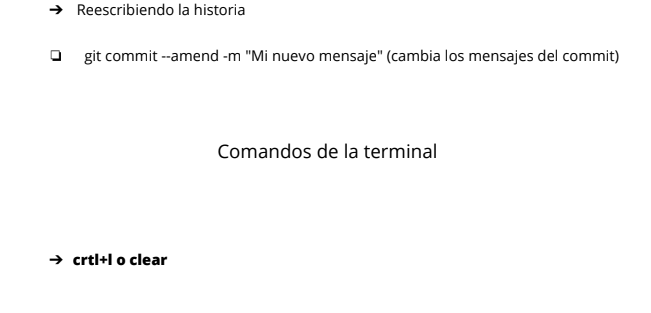 ➔ Reescribiendo la historia
❏ git commit --amend -m "Mi nuevo mensaje" (cambia los mensajes del commit)
Comandos de la terminal
➔ crtl+l o clear